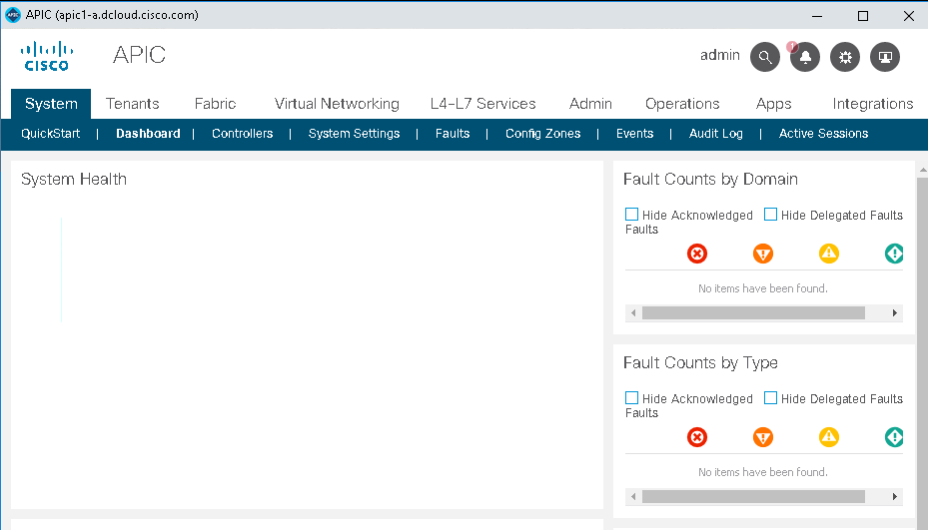 APIC (apic1-a.dcloud.cisco.com)
CISCO
APIC
admin
System Tenants Fabric Virtual Networking L4-L7 Services Admin Operations Apps Integrations
QuickStart | Dashboard | Controllers | System Settings | Faults | Config Zones | Events | Audit Log | Active Sessions
System Health
Fault Counts by Domain
Hide Acknowledged Faults
Hide Delegated Faults
No items have been found.
Fault Counts by Type
Hide Acknowledged Faults
Hide Delegated Faults
No items have been found.